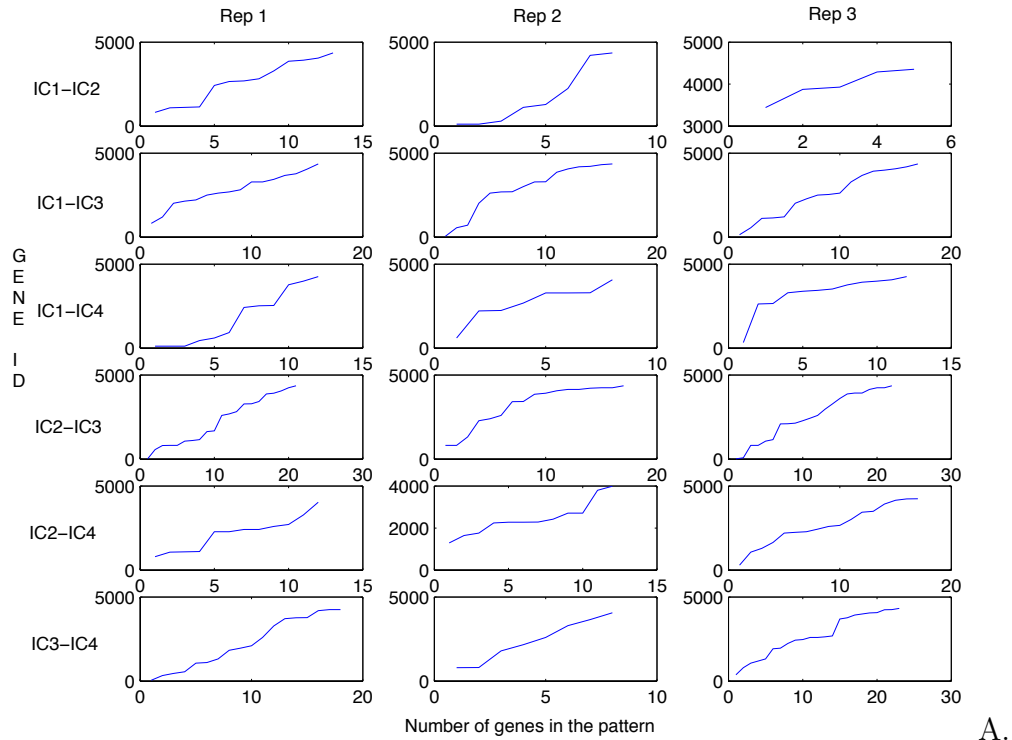 Rep 1 Rep 2 Rep 3
IC1−IC2
5000 0 0 5 10 15
5000 0 0 5 10
5000 4000 3000 0 2 4 6
IC1−IC3
5000 0 0 10 20
5000 0 0 10 20
5000 0 0 10 20
GENE ID
IC1−IC4
5000 0 0 5 10 15
5000 0 0 5 10
5000 0 0 5 10 15
IC2−IC3
5000 0 0 10 20 30
5000 0 0 10 20
5000 0 0 10 20 30
IC2−IC4
5000 0 0 5 10 15
4000 2000 0 0 5 10 15
5000 0 0 10 20
IC3−IC4
5000 0 0 10 20
5000 0 0 5 10
5000 0 0 10 20 30
Number of genes in the pattern
A.